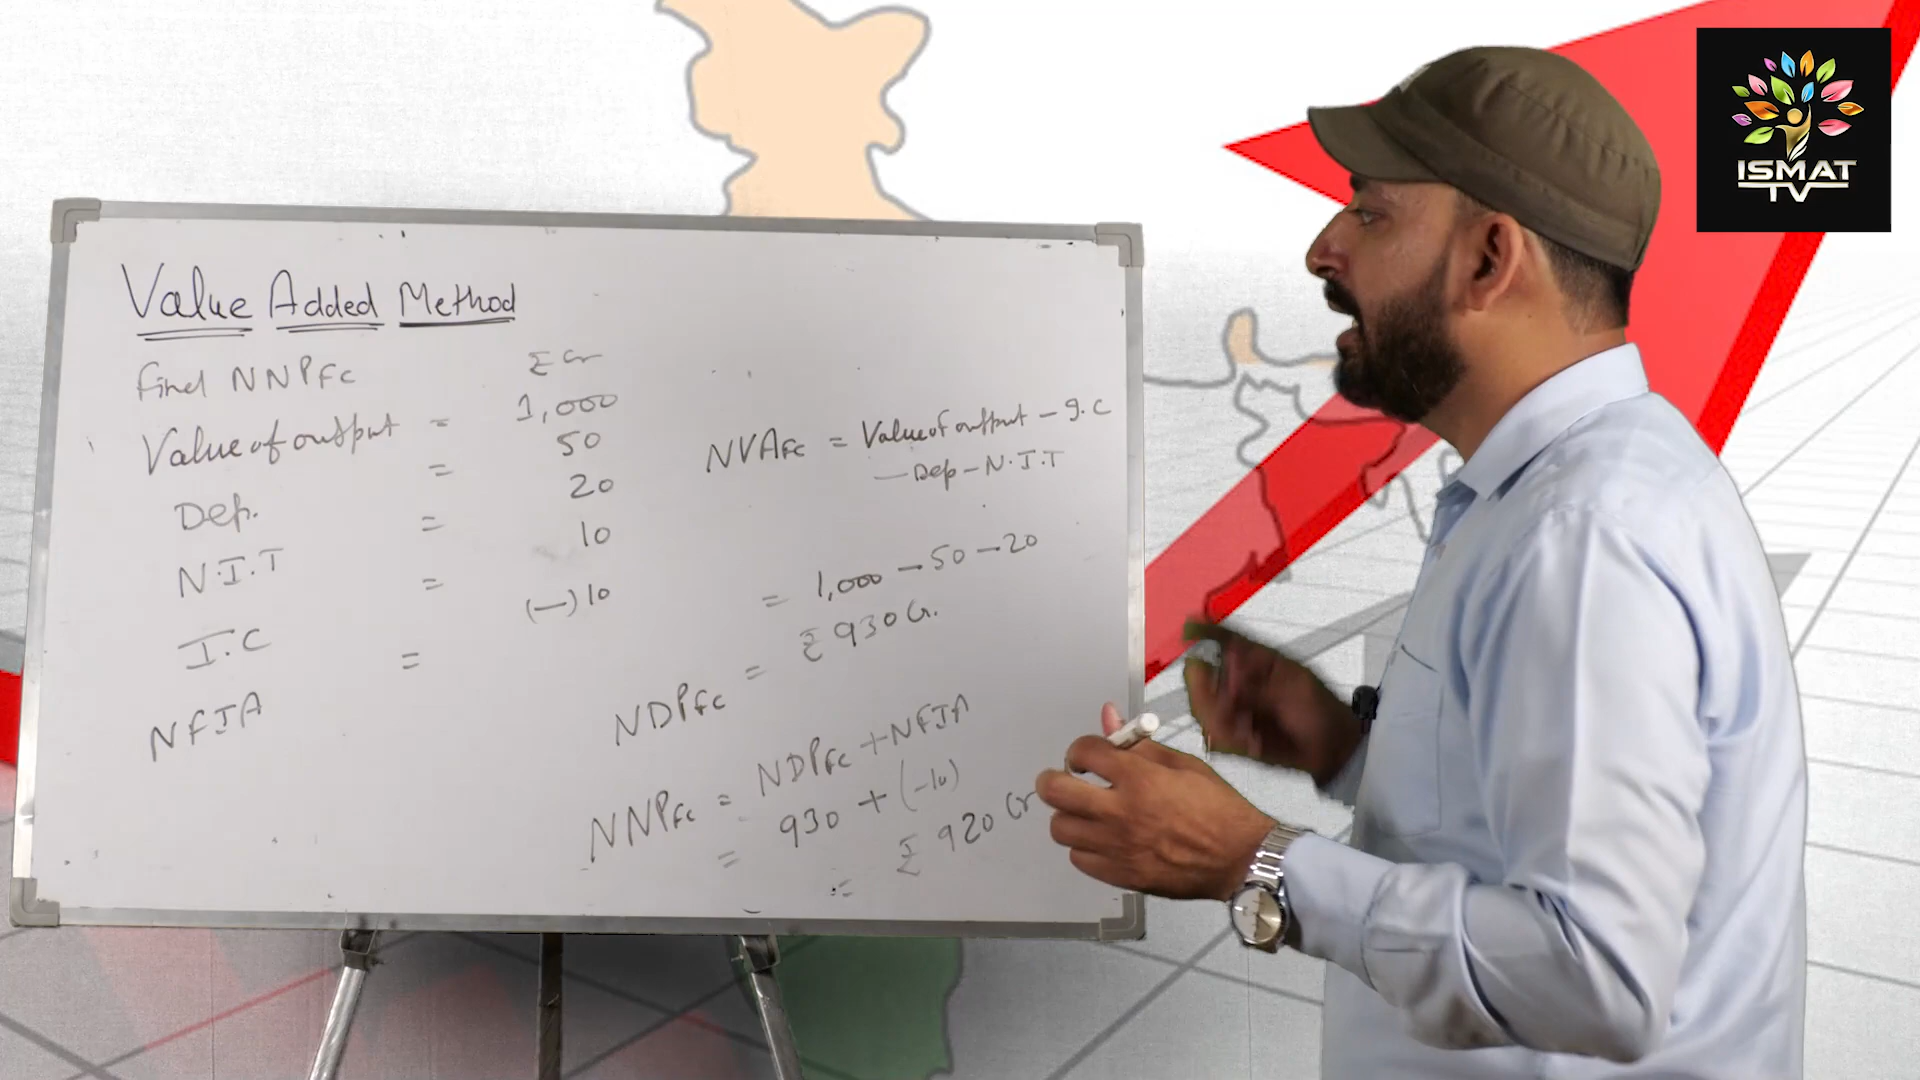 Value Added Method
find NNPFC ₹ Cr
Value of output = 1,000
Dep. = 50
N.I.T = 20
I.C = 10
NFIA = (—) 10
NVAFC = Value of output – I.C
— Dep – N.I.T
= 1,000 – 50 – 20
NDPFC = ₹ 930 Cr.
NNPFC = NDPFC + NFIA
= 930 + (-10)
= ₹ 920 Cr
ISMAT
TV